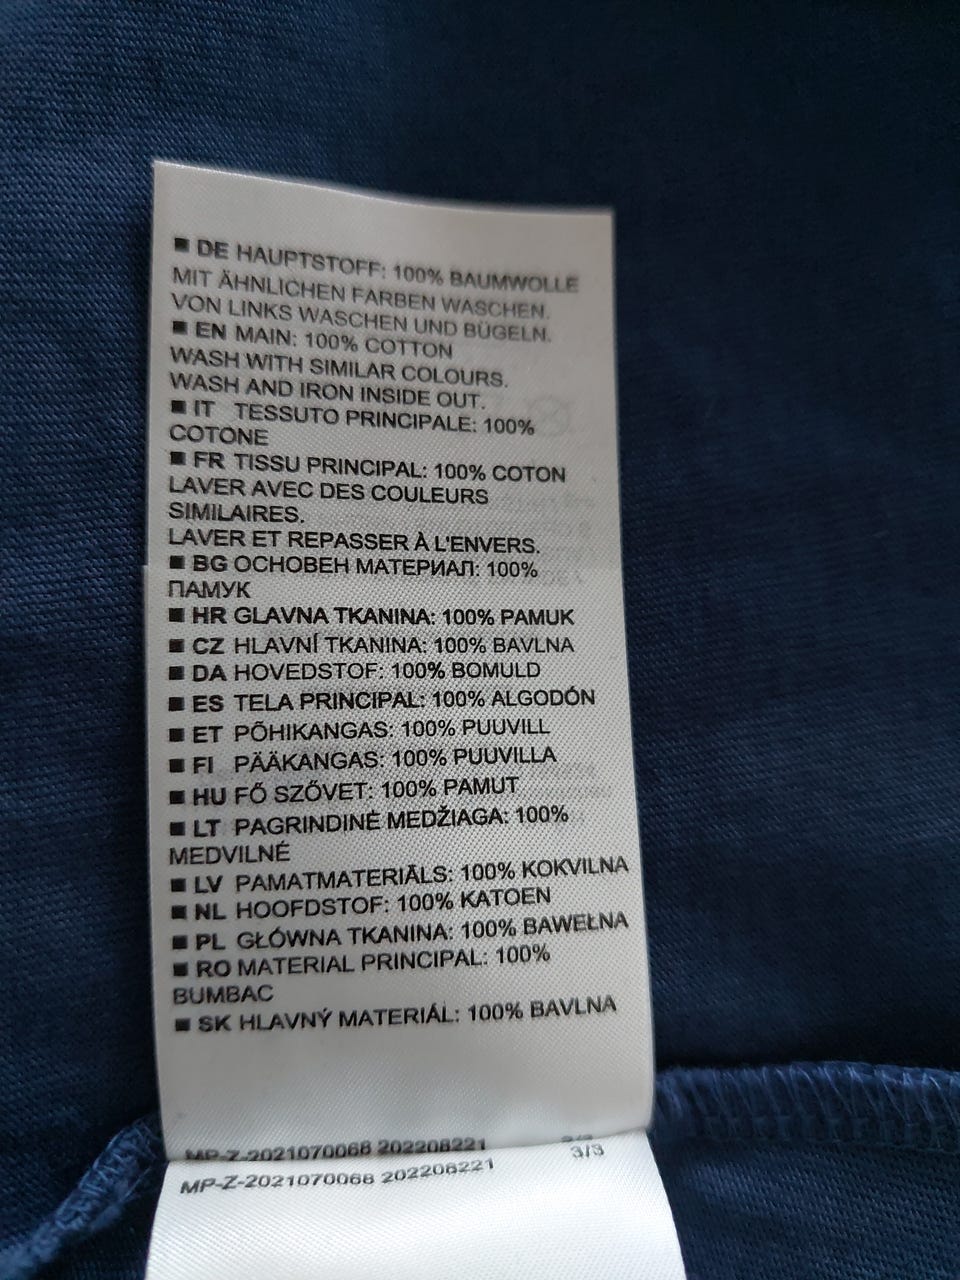 ■ DE HAUPTSTOFF: 100% BAUMWOLLE
MIT ÄHNLICHEN FARBEN WASCHEN.
VON LINKS WASCHEN UND BÜGELN.
■ EN MAIN: 100% COTTON
WASH WITH SIMILAR COLOURS.
WASH AND IRON INSIDE OUT.
■ IT TESSUTO PRINCIPALE: 100%
COTONE
■ FR TISSU PRINCIPAL: 100% COTON
LAVER AVEC DES COULEURS
SIMILAIRES.
LAVER ET REPASSER À L'ENVERS.
■ BG ОСНОВЕН МАТЕРИАЛ: 100%
ПАМУК
■ HR GLAVNA TKANINA: 100% PAMUK
■ CZ HLAVNÍ TKANINA: 100% BAVLNA
■ DA HOVEDSTOF: 100% BOMULD
■ ES TELA PRINCIPAL: 100% ALGODÓN
■ ET PÕHIKANGAS: 100% PUUVILL
■ FI PÄÄKANGAS: 100% PUUVILLA
■ HU FŐ SZÖVET: 100% PAMUT
■ LT PAGRINDINĖ MEDŽIAGA: 100%
MEDVILNĖ
■ LV PAMATMATERIĀLS: 100% KOKVILNA
■ NL HOOFDSTOF: 100% KATOEN
■ PL GŁÓWNA TKANINA: 100% BAWEŁNA
■ RO MATERIAL PRINCIPAL: 100%
BUMBAC
■ SK HLAVNÝ MATERIÁL: 100% BAVLNA
MP-Z-2021070068 202208221
MP-Z-2021070068 202208221 3/3